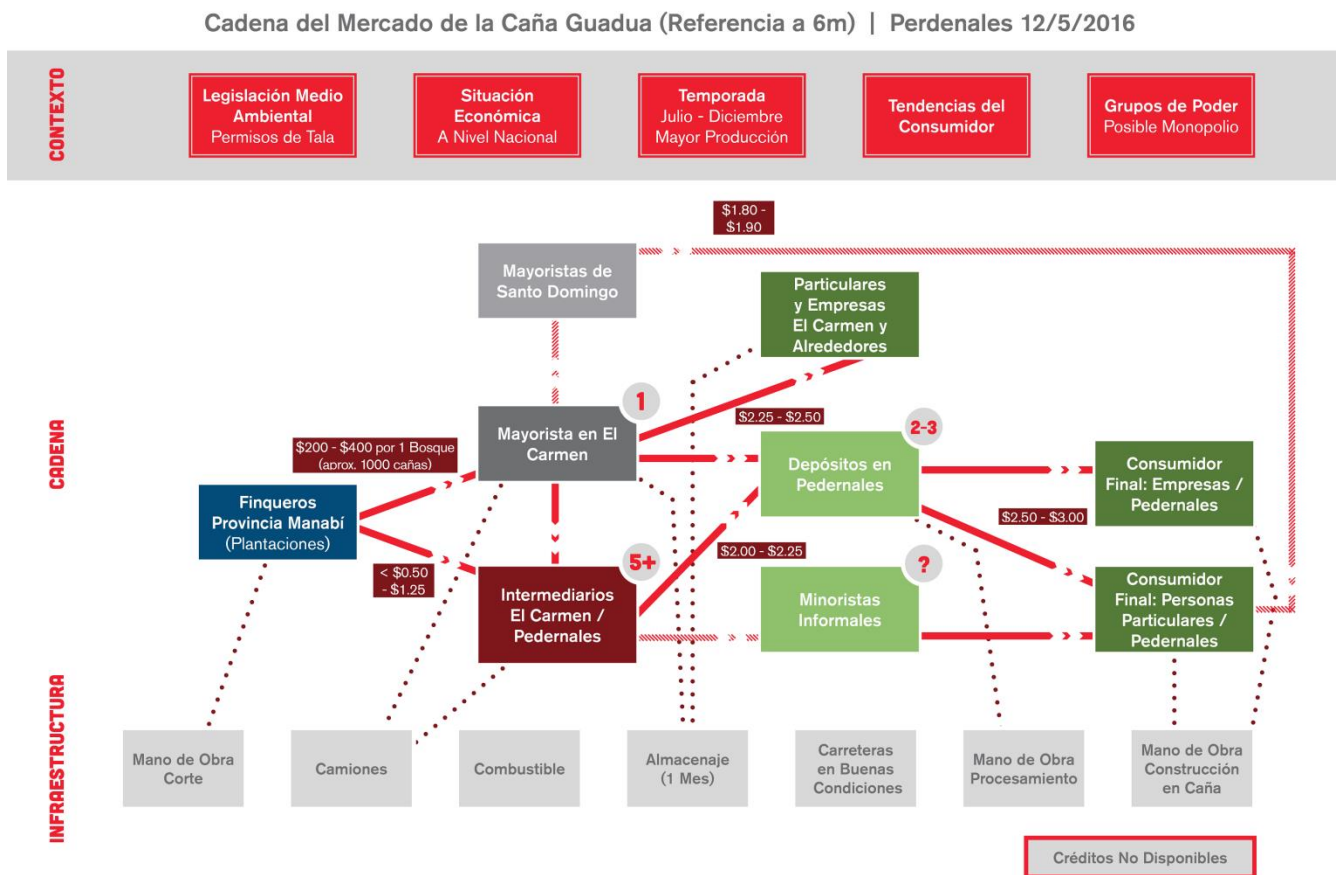 Cadena del Mercado de la Caña Guadua (Referencia a 6m) | Perdenales 12/5/2016
CONTEXTO
Legislación Medio
Ambiental
Permisos de Tala
Situación
Económica
A Nivel Nacional
Temporada
Julio - Diciembre
Mayor Producción
Tendencias del
Consumidor
Grupos de Poder
Posible Monopolio
CADENA
$1.80 -
$1.90
Mayoristas de
Santo Domingo
Particulares
y Empresas
El Carmen y
Alrededores
1
Mayorista en El
Carmen
$2.25 - $2.50
2-3
Depósitos en
Pedernales
$200 - $400 por 1 Bosque
(aprox. 1000 cañas)
Finqueros
Provincia Manabí
(Plantaciones)
Consumidor
Final: Empresas /
Pedernales
$2.50 - $3.00
< $0.50
- $1.25
5+
Intermediarios
El Carmen /
Pedernales
$2.00 - $2.25
?
Minoristas
Informales
Consumidor
Final: Personas
Particulares /
Pedernales
INFRAESTRUCTURA
Mano de Obra
Corte
Camiones
Combustible
Almacenaje
(1 Mes)
Carreteras
en Buenas
Condiciones
Mano de Obra
Procesamiento
Mano de Obra
Construcción
en Caña
Créditos No Disponibles